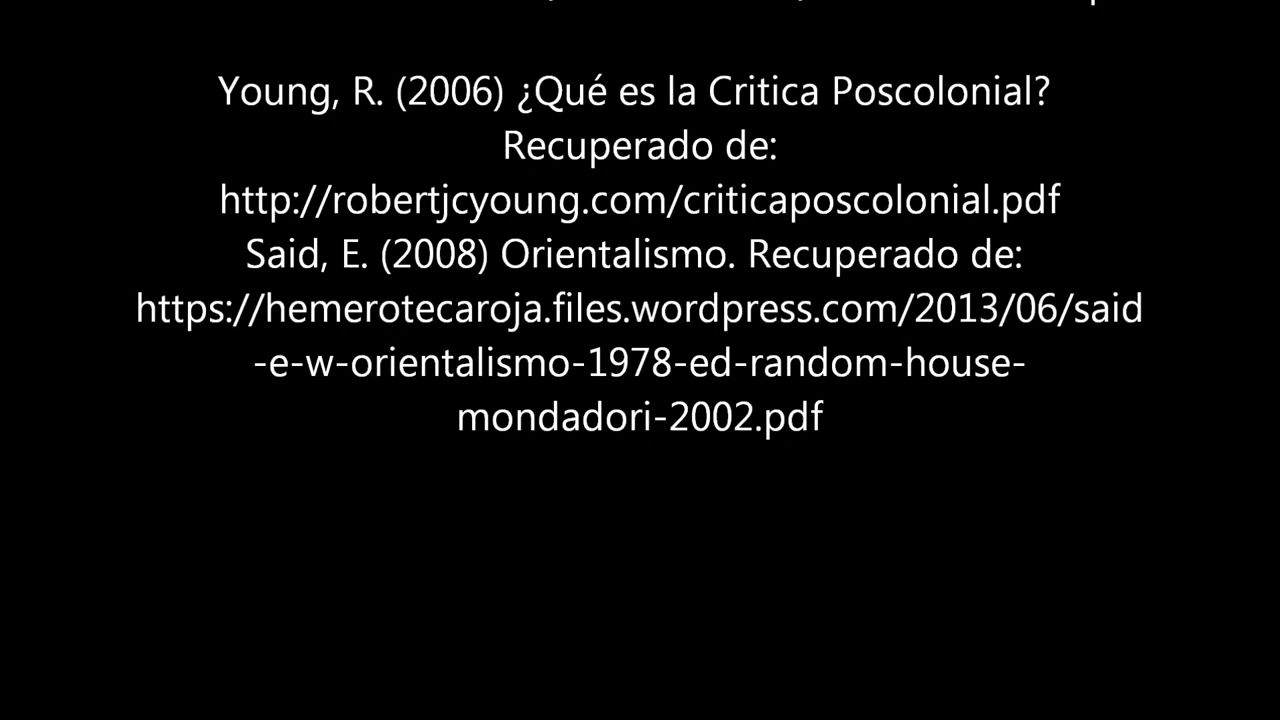 Young, R. (2006) ¿Qué es la Critica Poscolonial?
Recuperado de:
http://robertjcyoung.com/criticaposcolonial.pdf
Said, E. (2008) Orientalismo. Recuperado de:
https://hemerotecaroja.files.wordpress.com/2013/06/said
-e-w-orientalismo-1978-ed-random-house-
mondadori-2002.pdf